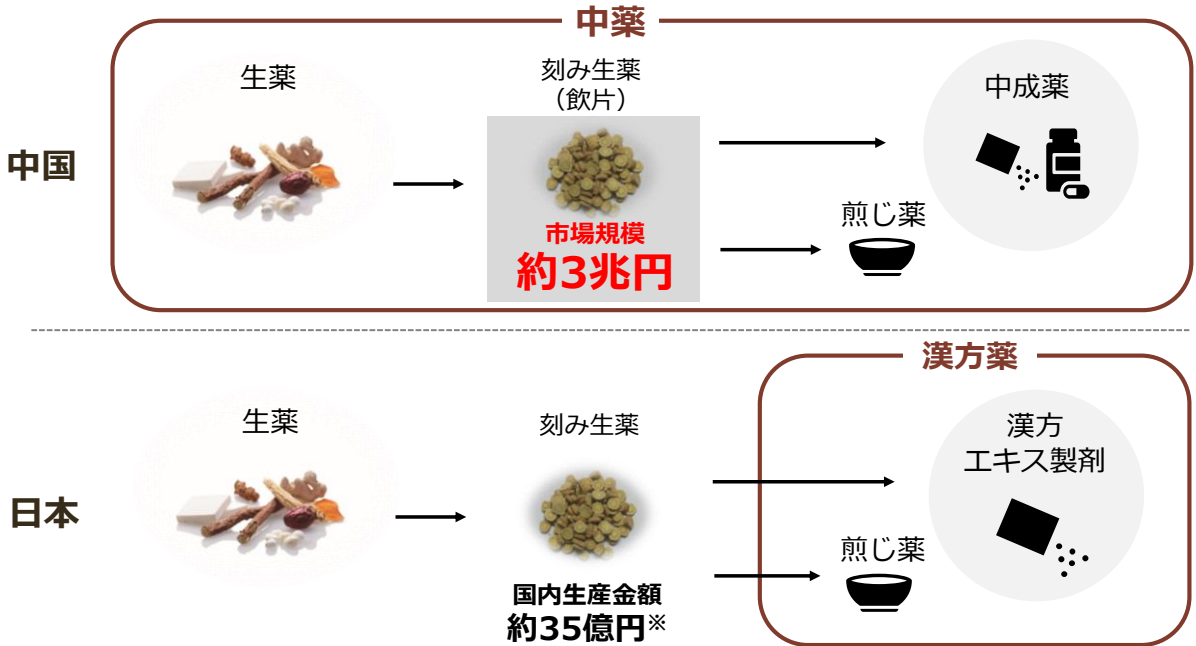 中薬
中国
生薬
刻み生薬
（飲片）
市場規模
約3兆円
中成薬
煎じ薬
漢方薬
日本
生薬
刻み生薬
国内生産金額
約35億円※
漢方
エキス製剤
煎じ薬